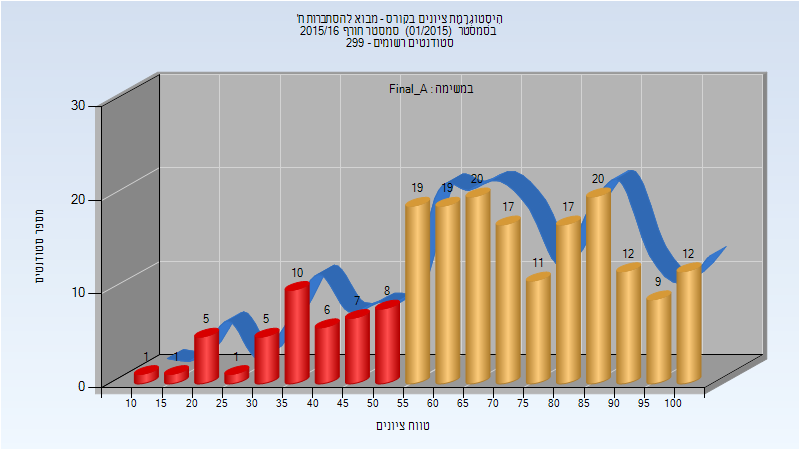 היסטוגרמת ציונים בקורס - מבוא להסתברות ח'
בסמסטר (01/2015) סמסטר חורף 2015/16
סטודנטים רשומים - 299
במשימה : Final_A
מספר סטודנטים
30
20
10
0
1 1 5 1 5 10 6 7 8 19 19 20 17 11 17 20 12 9 12
10 15 20 25 30 35 40 45 50 55 60 65 70 75 80 85 90 95 100
טווח ציונים